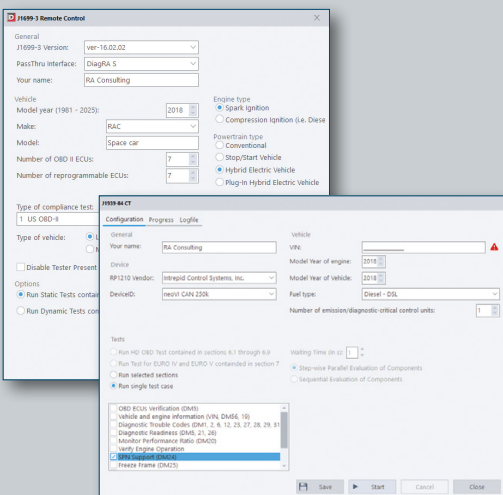 J1699-3 Remote Control
General
J1699-3 Version: ver-16.02.02
PassThru Interface: DiagRA S
Your name: RA Consulting
Vehicle
Model year (1981 - 2025): 2018
Make: RAC
Model: Space car
Number of OBD II ECUs: 7
Number of reprogrammable ECUs: 7
Engine type
Spark Ignition
Compression Ignition (i.e. Diese
Powertrain type
Conventional
Stop/Start Vehicle
Hybrid Electric Vehicle
Plug-In Hybrid Electric Vehicle
Type of compliance test:
1 US OBD-II
Type of vehicle:
Disable Tester Present
Options
Run Static Tests contain
Run Dynamic Tests con
J1939-84 CT
Configuration Progress Logfile
General
Your name: RA Consulting
Device
RP1210 Vendor: Intrepid Control Systems, Inc.
DeviceID: neoVI CAN 250k
Vehicle
VIN:
Model Year of engine: 2018
Model Year of Vehicle: 2018
Fuel type: Diesel - DSL
Number of emission/diagnostic-critical control units: 1
Tests
Run HD OBD Test contained in sections 6.1 through 6.9
Run Test for EURO IV and EURO V containded in section 7
Run selected sections
Run single test case
Waiting Time (in s): 1
Step-wise Parallel Evaluation of Components
Sequential Evaluation of Components
OBD ECUs Verification (DM5)
Vehicle and engine information (VIN, DM56, 19)
Diagnostic Trouble Codes (DM1, 2, 6, 12, 23, 27, 28, 29, 31
Diagnostic Readiness (DM5, 21, 26)
Monitor Performance Ratio (DM20)
Verify Engine Operation
SPN Support (DM24)
Freeze Frame (DM25)
Save Start Cancel Close